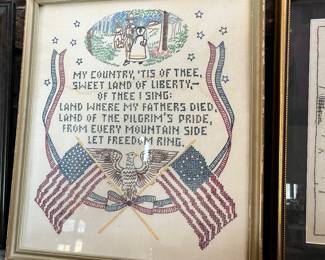 MY COUNTRY, 'TIS OF THEE,
SWEET LAND OF LIBERTY,—
OF THEE I SING:
LAND WHERE MY FATHERS DIED,
LAND OF THE PILGRIM'S PRIDE,
FROM EVERY MOUNTAIN SIDE
LET FREEDOM RING.